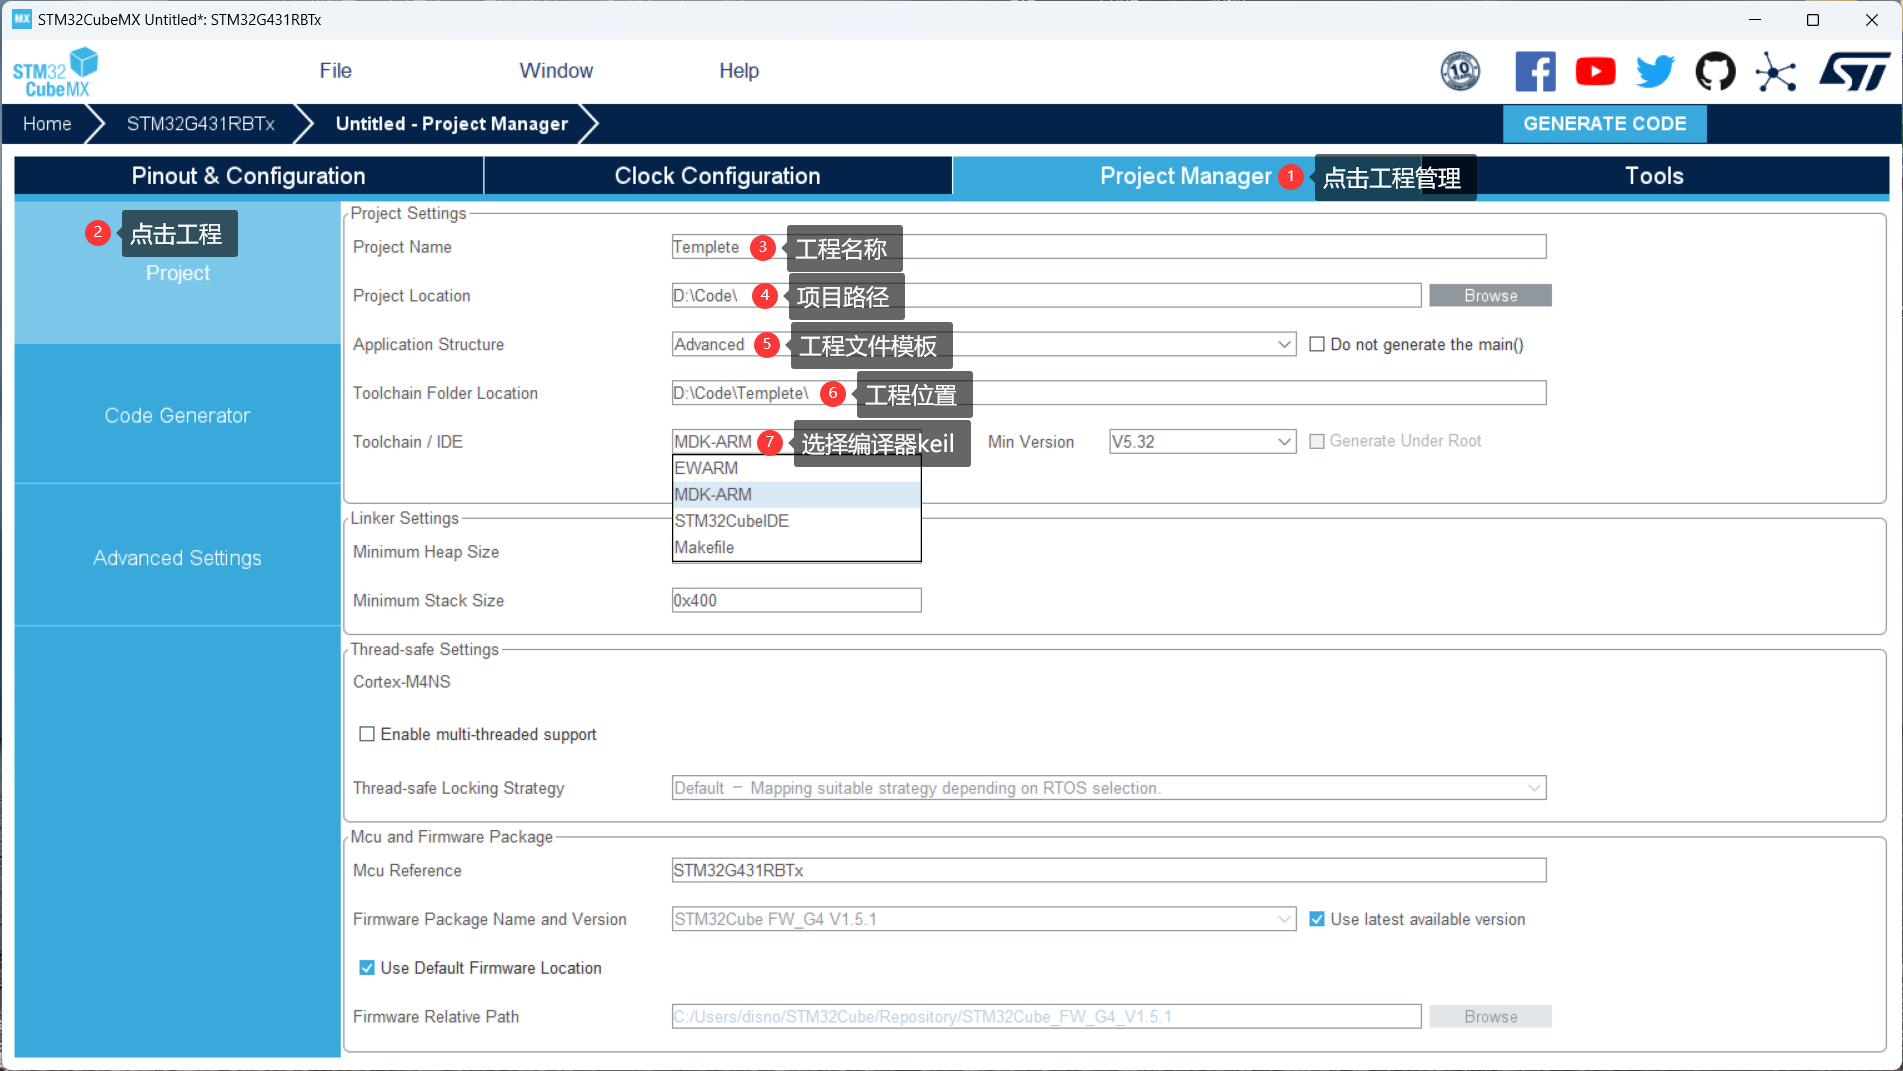 MX STM32CubeMX Untitled*: STM32G431RBTx
STM32 CubeMX
File Window Help
10 YEARS
ST
Home STM32G431RBTx Untitled - Project Manager GENERATE CODE
Pinout & Configuration Clock Configuration Project Manager 1 点击工程管理 Tools
2 点击工程
Project
Code Generator
Advanced Settings
Project Settings
Project Name Templete 3 工程名称
Project Location D:\Code\ 4 项目路径 Browse
Application Structure Advanced 5 工程文件模板 Do not generate the main()
Toolchain Folder Location D:\Code\Templete\ 6 工程位置
Toolchain / IDE MDK-ARM 7 选择编译器keil Min Version V5.32 Generate Under Root
EWARM
MDK-ARM
STM32CubeIDE
Makefile
Linker Settings
Minimum Heap Size
Minimum Stack Size 0x400
Thread-safe Settings
Cortex-M4NS
Enable multi-threaded support
Thread-safe Locking Strategy Default – Mapping suitable strategy depending on RTOS selection.
Mcu and Firmware Package
Mcu Reference STM32G431RBTx
Firmware Package Name and Version STM32Cube FW_G4 V1.5.1 Use latest available version
Use Default Firmware Location
Firmware Relative Path C:/Users/disno/STM32Cube/Repository/STM32Cube_FW_G4_V1.5.1 Browse